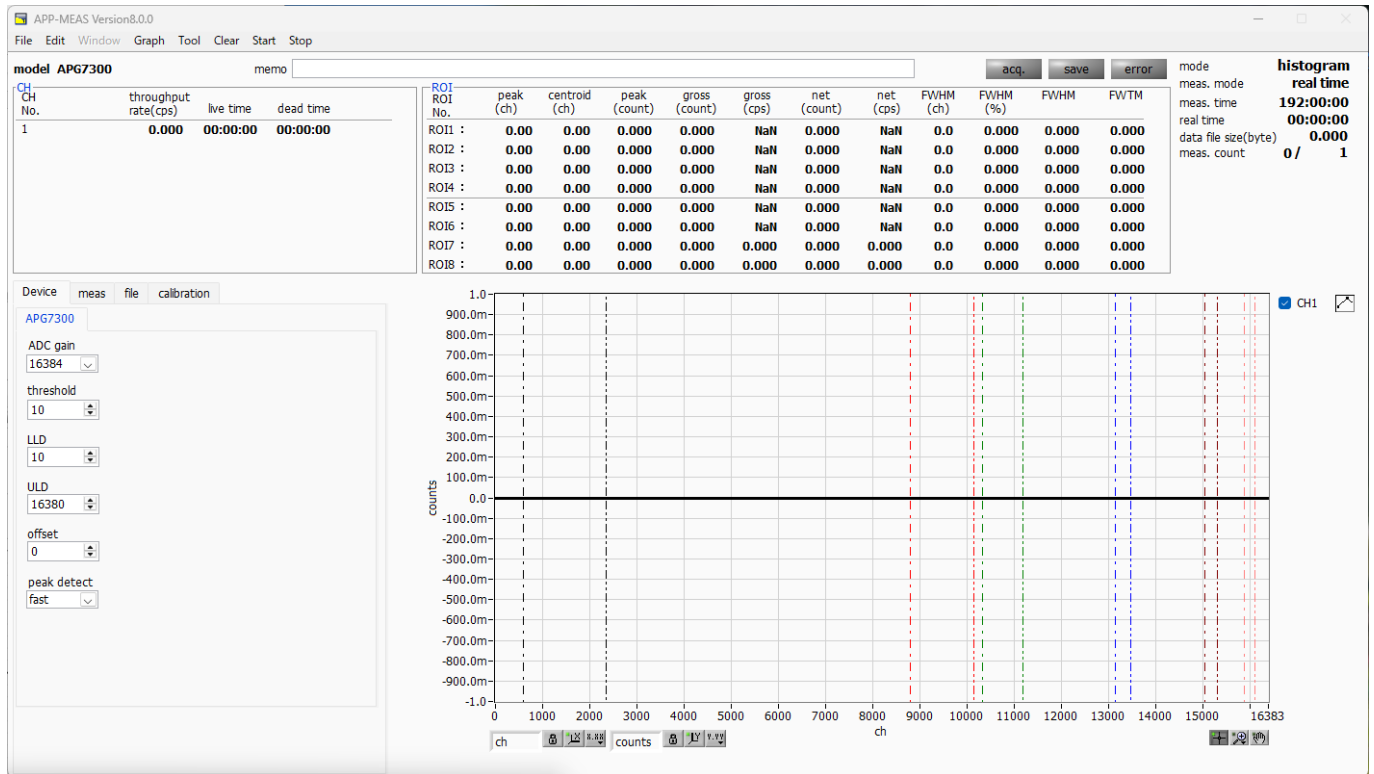 APP-MEAS Version8.0.0
File Edit Window Graph Tool Clear Start Stop
model APG7300 memo acq. save error
mode histogram
meas. mode real time
meas. time 192:00:00
real time 00:00:00
data file size(byte) 0.000
meas. count 0 / 1
CH
CH No. throughput rate(cps) live time dead time
1 0.000 00:00:00 00:00:00
ROI
ROI No. peak (ch) centroid (ch) peak (count) gross (count) gross (cps) net (count) net (cps) FWHM (ch) FWHM (%) FWHM FWTM
ROI1 : 0.00 0.00 0.000 0.000 NaN 0.000 NaN 0.0 0.000 0.000 0.000
ROI2 : 0.00 0.00 0.000 0.000 NaN 0.000 NaN 0.0 0.000 0.000 0.000
ROI3 : 0.00 0.00 0.000 0.000 NaN 0.000 NaN 0.0 0.000 0.000 0.000
ROI4 : 0.00 0.00 0.000 0.000 NaN 0.000 NaN 0.0 0.000 0.000 0.000
ROI5 : 0.00 0.00 0.000 0.000 NaN 0.000 NaN 0.0 0.000 0.000 0.000
ROI6 : 0.00 0.00 0.000 0.000 NaN 0.000 NaN 0.0 0.000 0.000 0.000
ROI7 : 0.00 0.00 0.000 0.000 0.000 0.000 0.000 0.0 0.000 0.000 0.000
ROI8 : 0.00 0.00 0.000 0.000 0.000 0.000 0.000 0.0 0.000 0.000 0.000
Device meas file calibration
APG7300
ADC gain
16384
threshold
10
LLD
10
ULD
16380
offset
0
peak detect
fast
1.0
900.0m
800.0m
700.0m
600.0m
500.0m
400.0m
300.0m
200.0m
100.0m
0.0
-100.0m
-200.0m
-300.0m
-400.0m
-500.0m
-600.0m
-700.0m
-800.0m
-900.0m
-1.0
counts
0 1000 2000 3000 4000 5000 6000 7000 8000 9000 10000 11000 12000 13000 14000 15000 16383
ch
CH1
ch counts